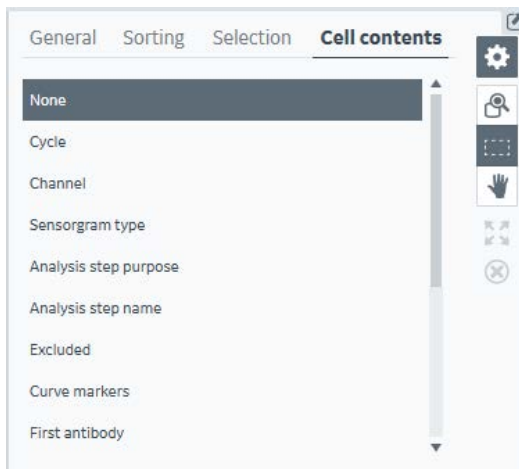 General Sorting Selection Cell contents
None
Cycle
Channel
Sensorgram type
Analysis step purpose
Analysis step name
Excluded
Curve markers
First antibody